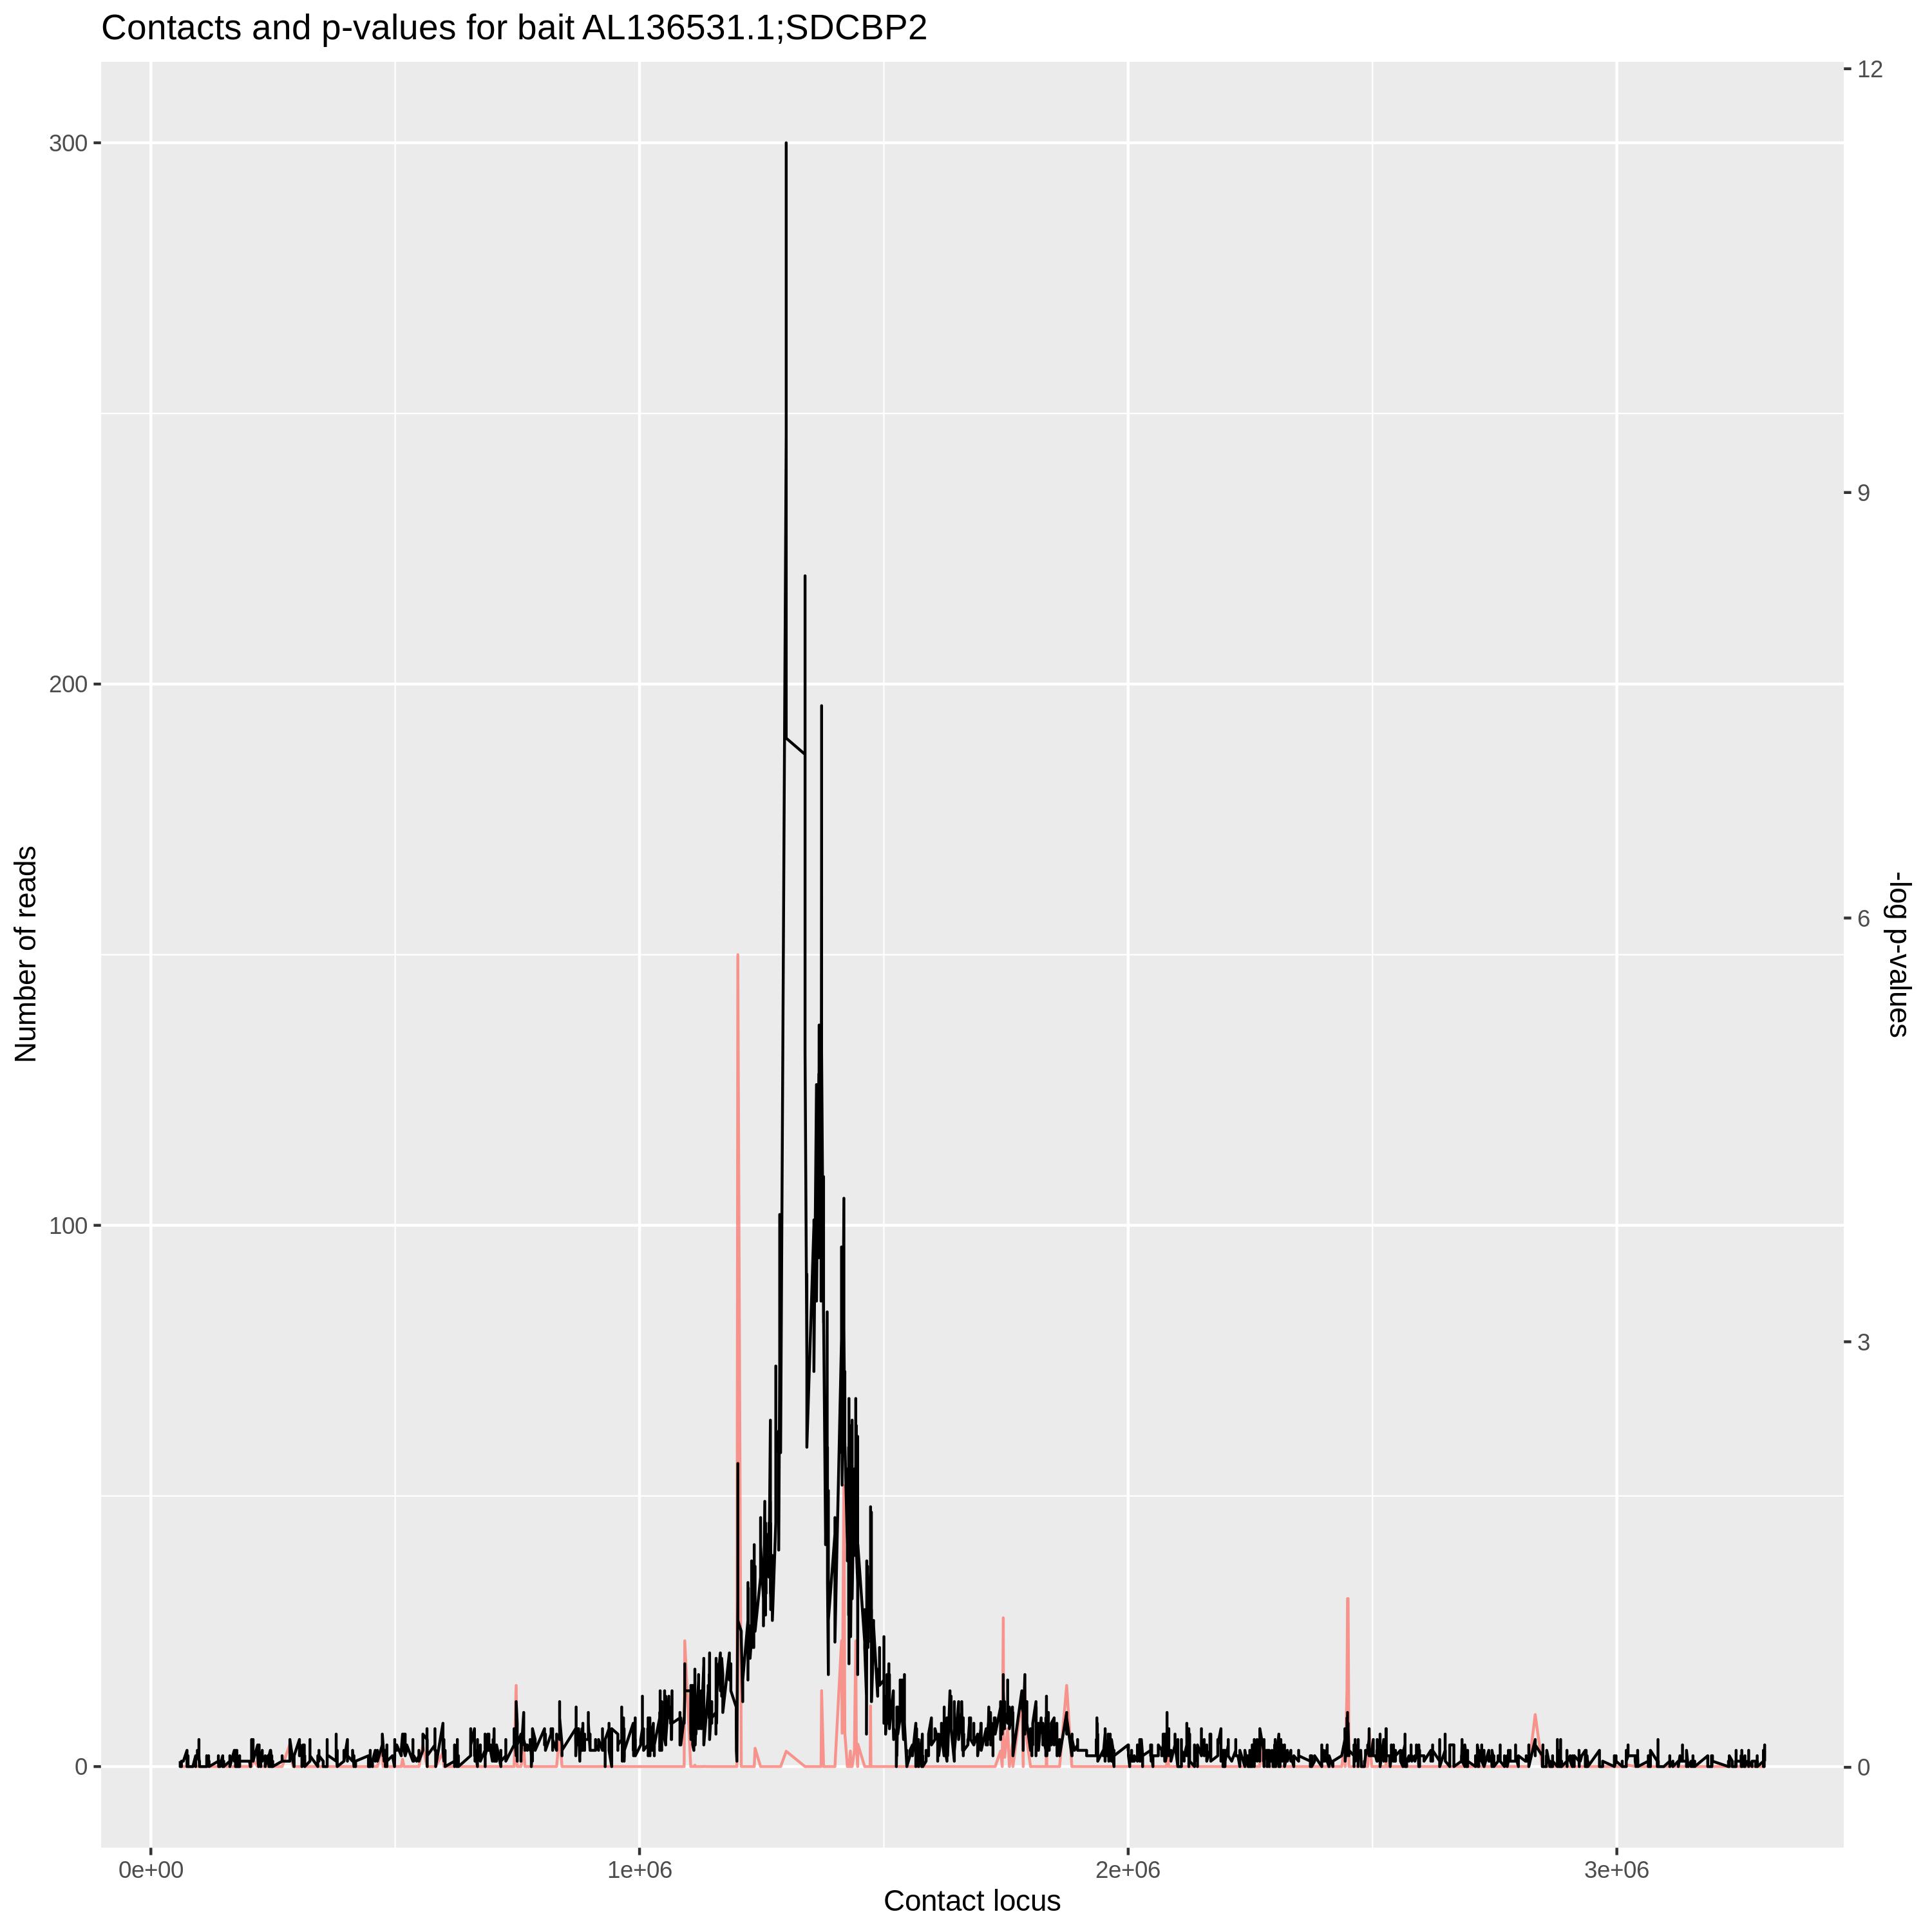 Contacts and p-values for bait AL136531.1;SDCBP2
300
200
100
0
Number of reads
12
9
6
3
0
-log p-values
0e+00
1e+06
2e+06
3e+06
Contact locus